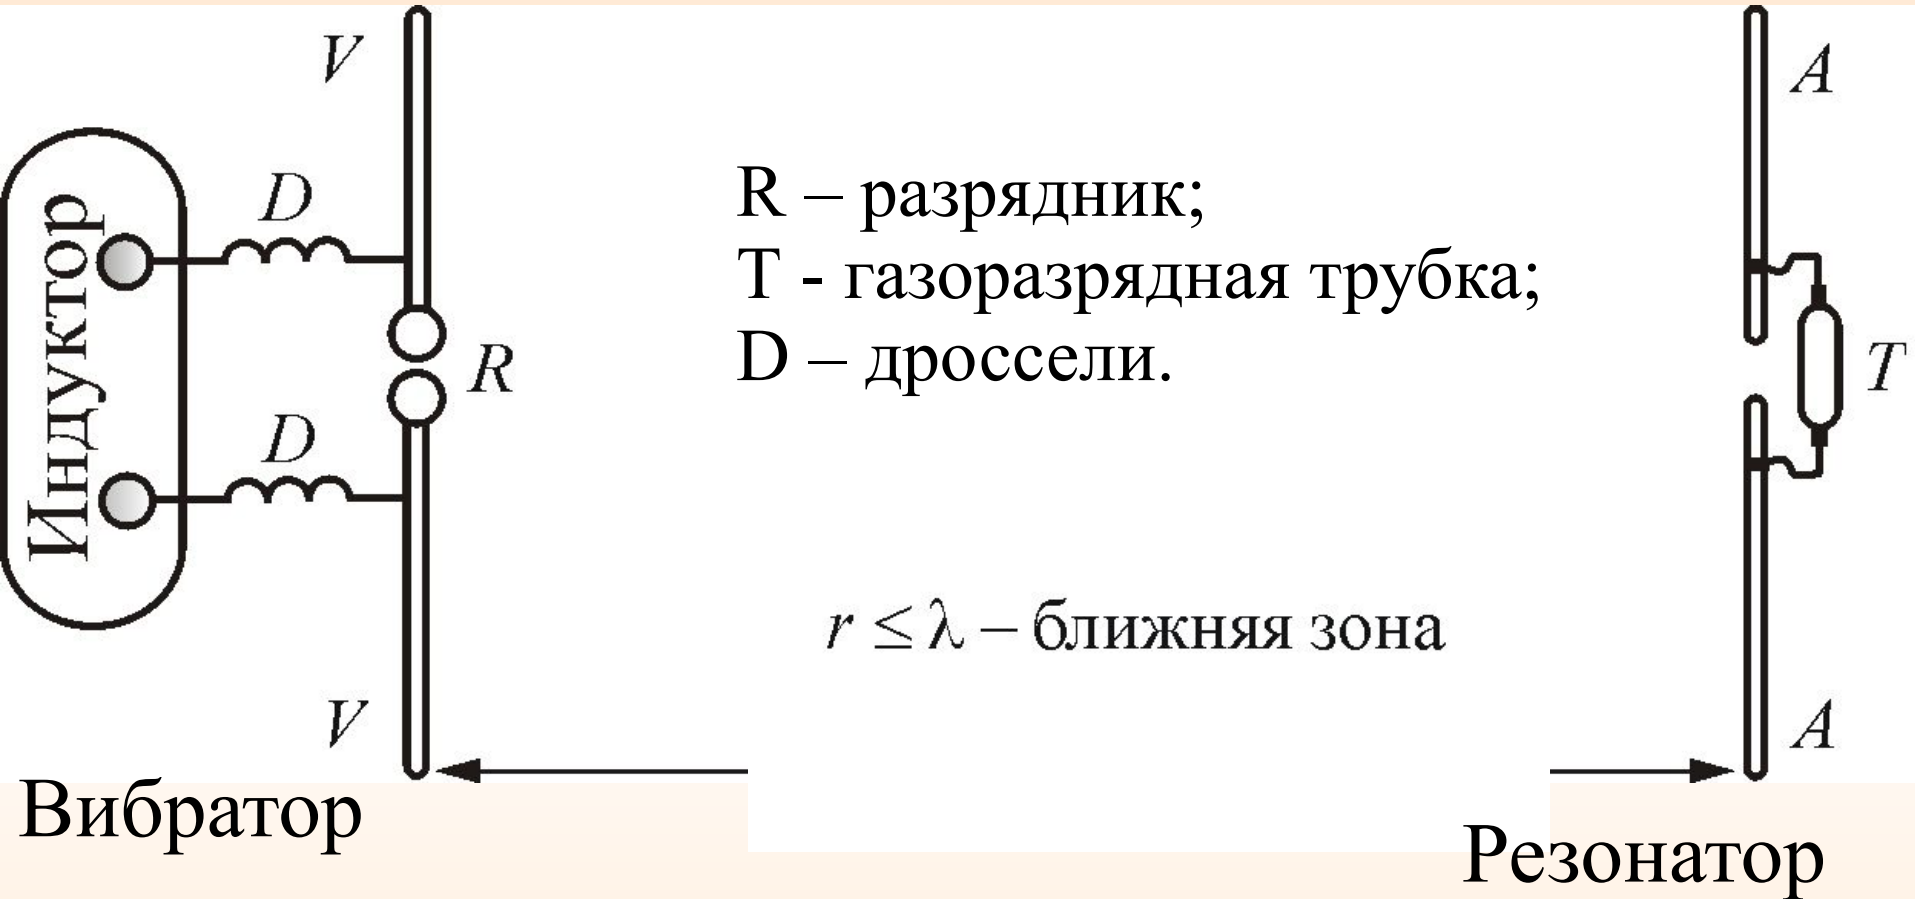 V
A
D
Индуктор
R – разрядник;
T - газоразрядная трубка;
D – дроссели.
R
T
D
r ≤ λ – ближняя зона
V
A
Вибратор
Резонатор